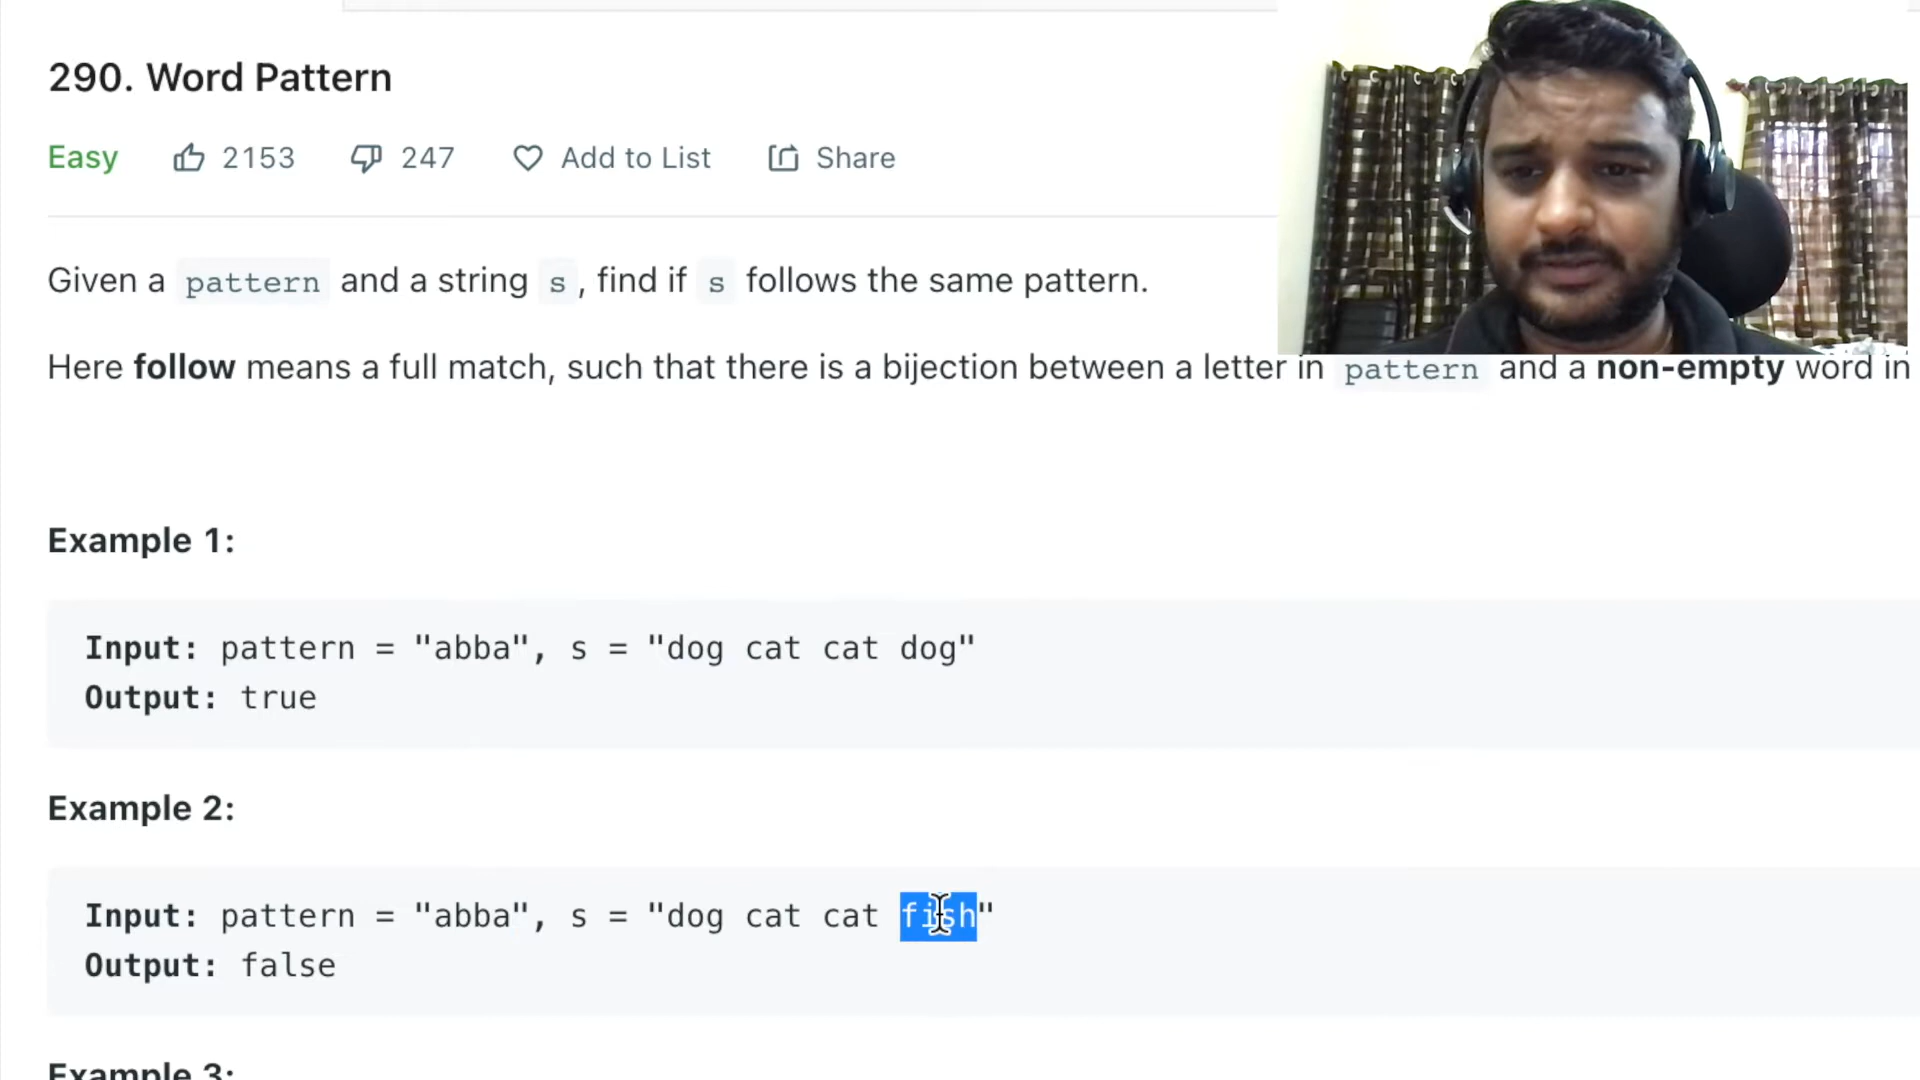 290. Word Pattern
Easy 2153 247 Add to List Share
Given a pattern and a string s, find if s follows the same pattern.
Here follow means a full match, such that there is a bijection between a letter in pattern and a non-empty word in
Example 1:
Input: pattern = "abba", s = "dog cat cat dog"
Output: true
Example 2:
Input: pattern = "abba", s = "dog cat cat fish"
Output: false
Example 3: